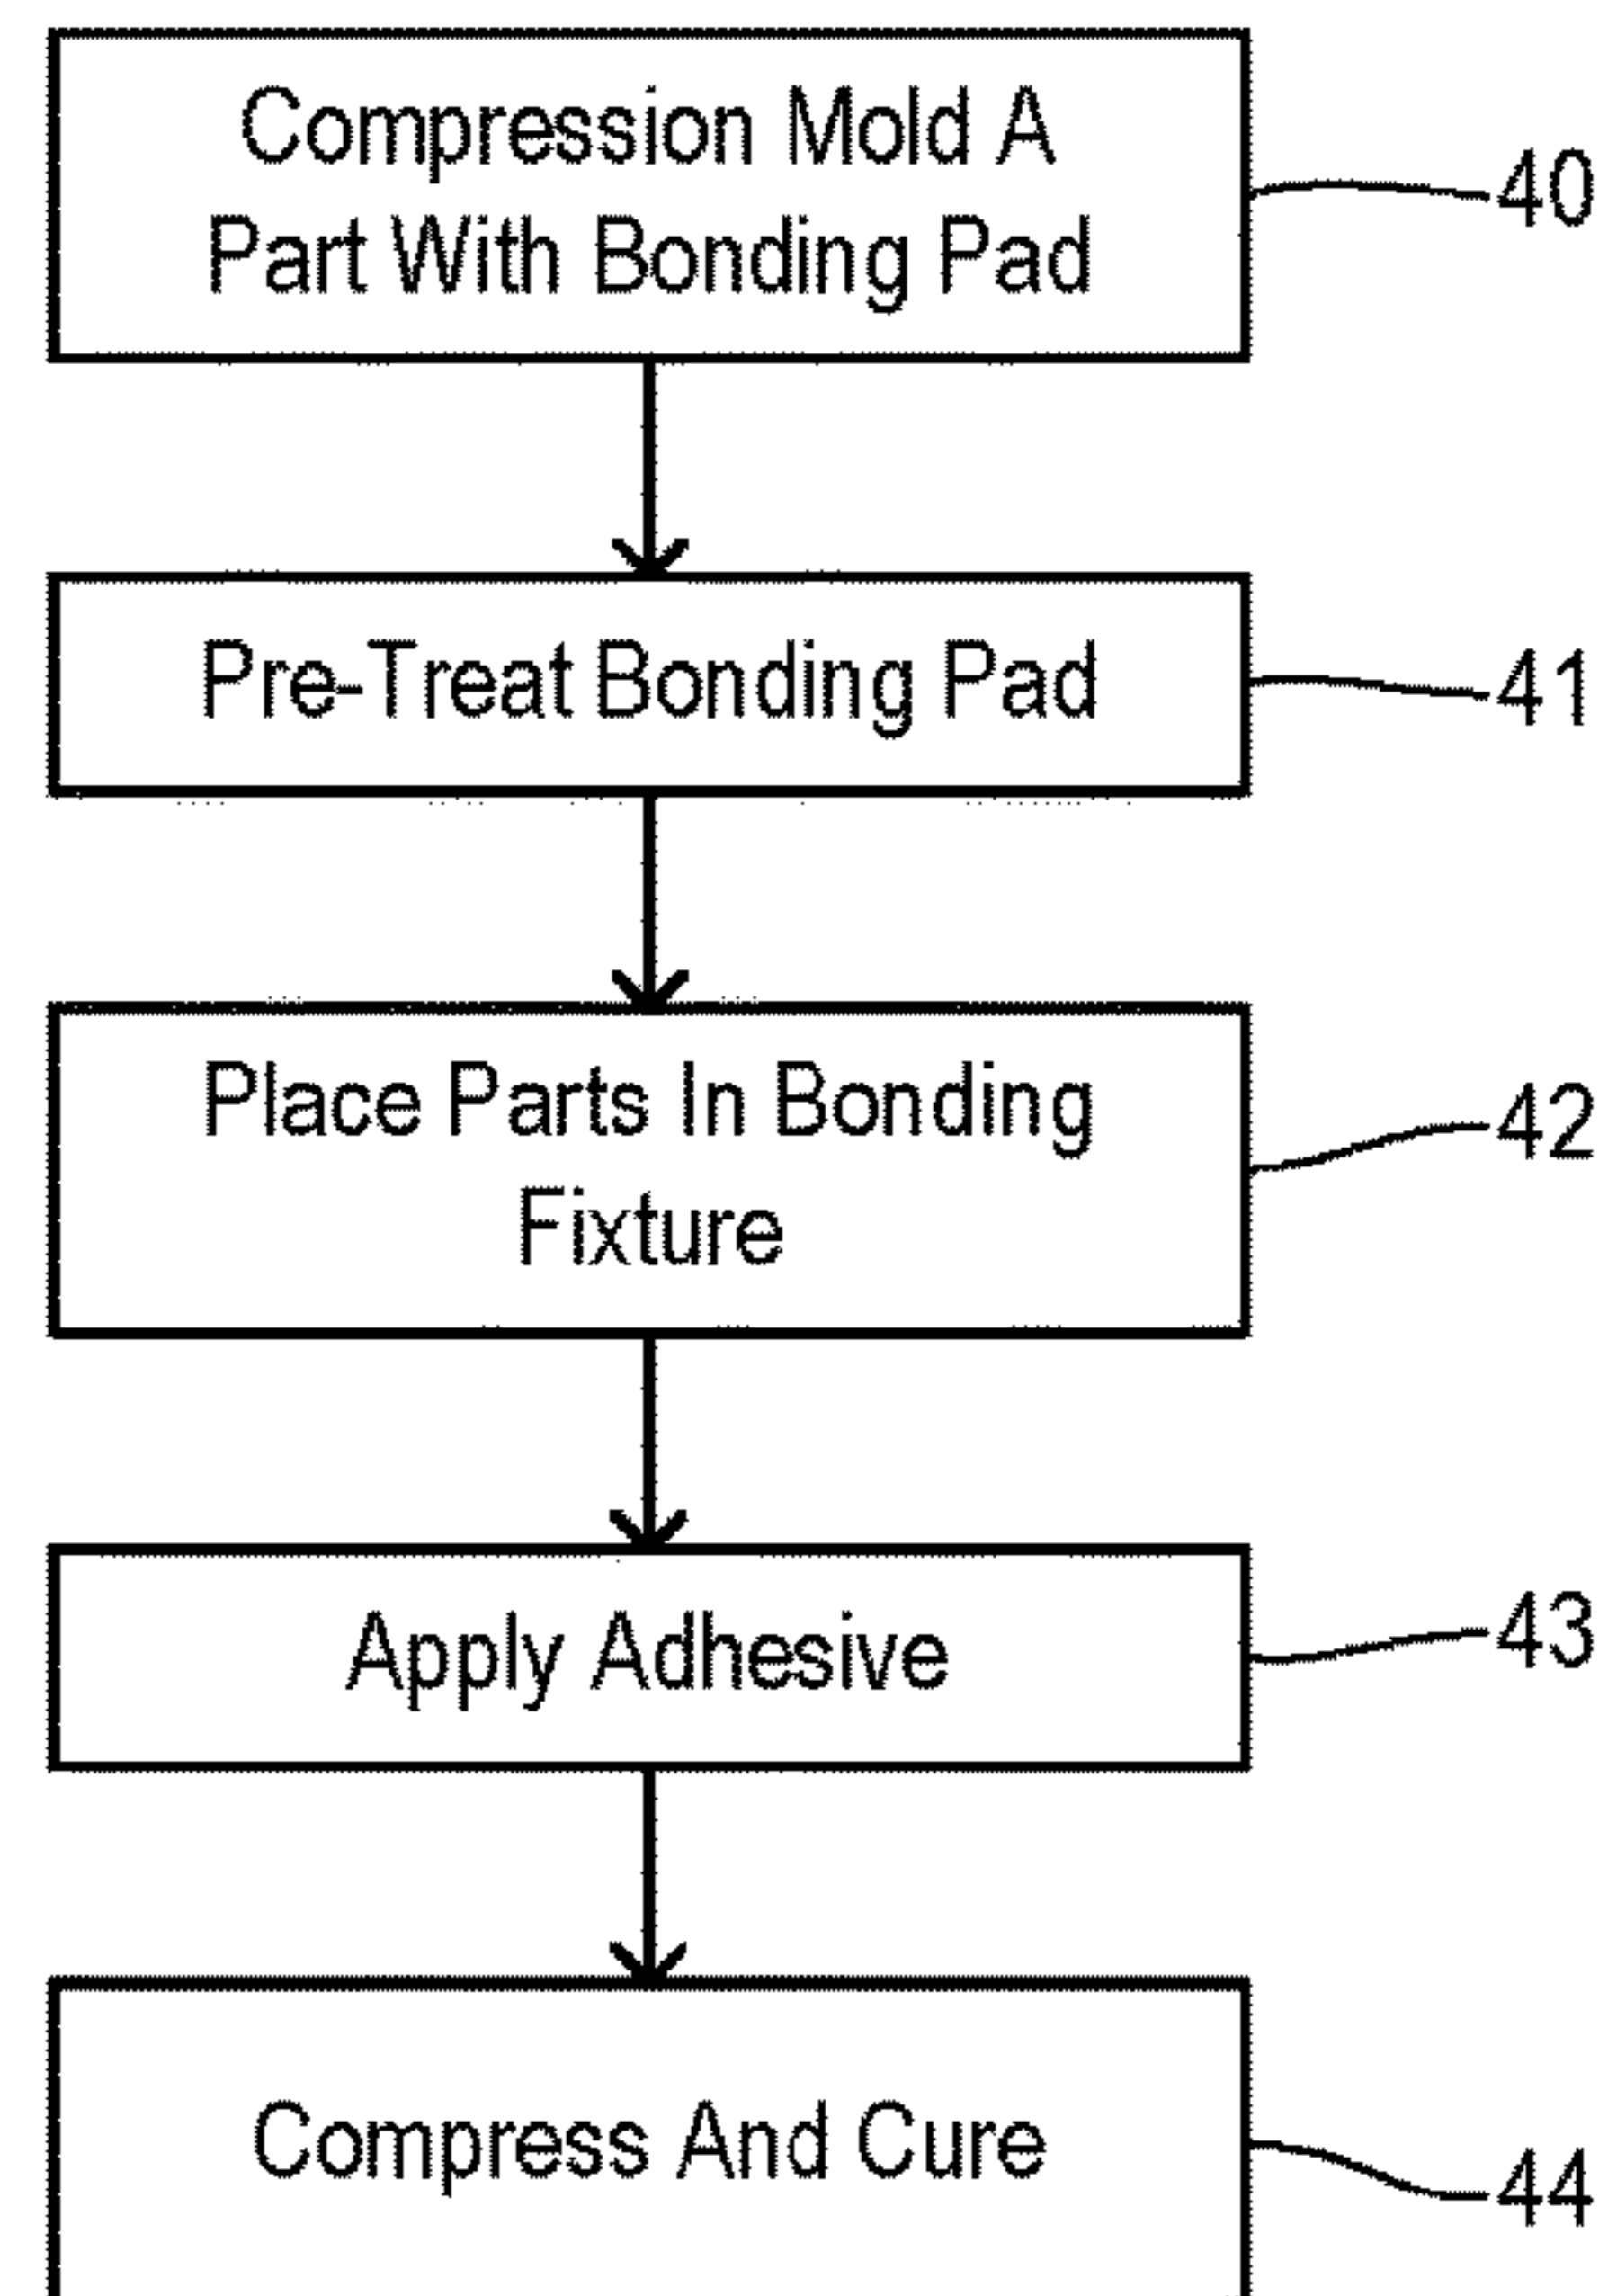 Compression Mold A
Part With Bonding Pad
40
Pre-Treat Bonding Pad
41
Place Parts In Bonding
Fixture
42
Apply Adhesive
43
Compress And Cure
44